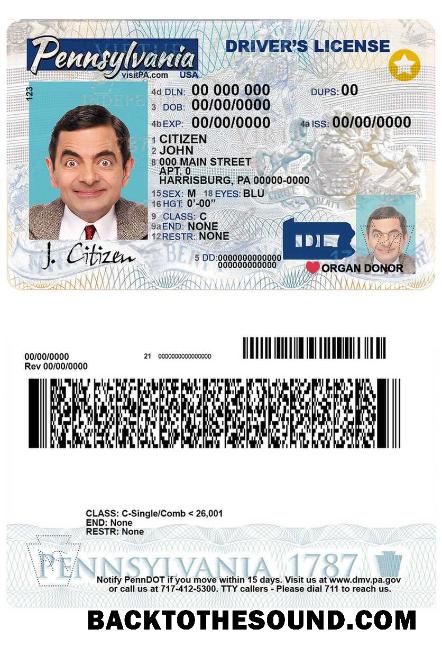 Pennsylvania
visitPA.com USA
DRIVER'S LICENSE
123
4d DLN: 00 000 000 DUPS: 00
3 DOB: 00/00/0000
4b EXP: 00/00/0000 4a ISS: 00/00/0000
1 CITIZEN
2 JOHN
8 000 MAIN STREET
APT. 0
HARRISBURG, PA 00000-0000
15 SEX: M 18 EYES: BLU
16 HGT: 0'-00"
9 CLASS: C
9a END: NONE
12 RESTR: NONE
J. Citizen
5 DD: 0000000000000
000000000000
ORGAN DONOR
00/00/0000
Rev 00/00/0000
21
CLASS: C-Single/Comb < 26,001
END: None
RESTR: None
PENNSYLVANIA 1787
Notify PennDOT if you move within 15 days. Visit us at www.dmv.pa.gov
or call us at 717-412-5300. TTY callers - Please dial 711 to reach us.
BACKTOTHESOUND.COM